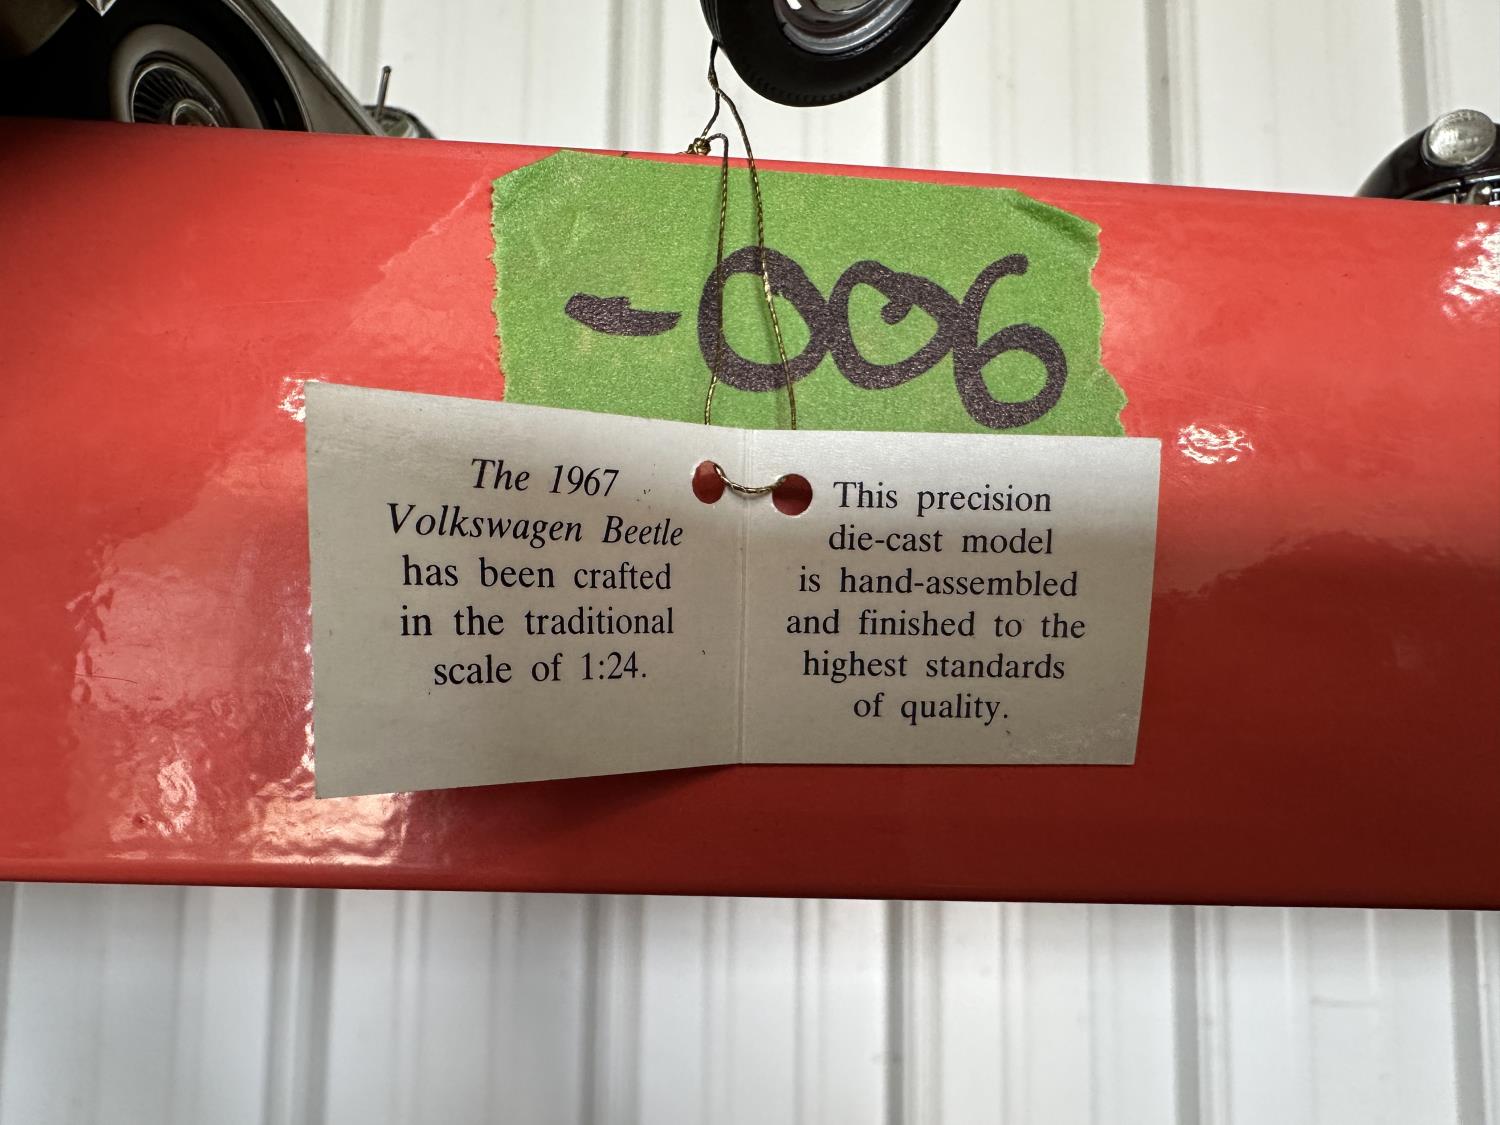 -006
The 1967
Volkswagen Beetle
has been crafted
in the traditional
scale of 1:24.
This precision
die-cast model
is hand-assembled
and finished to the
highest standards
of quality.